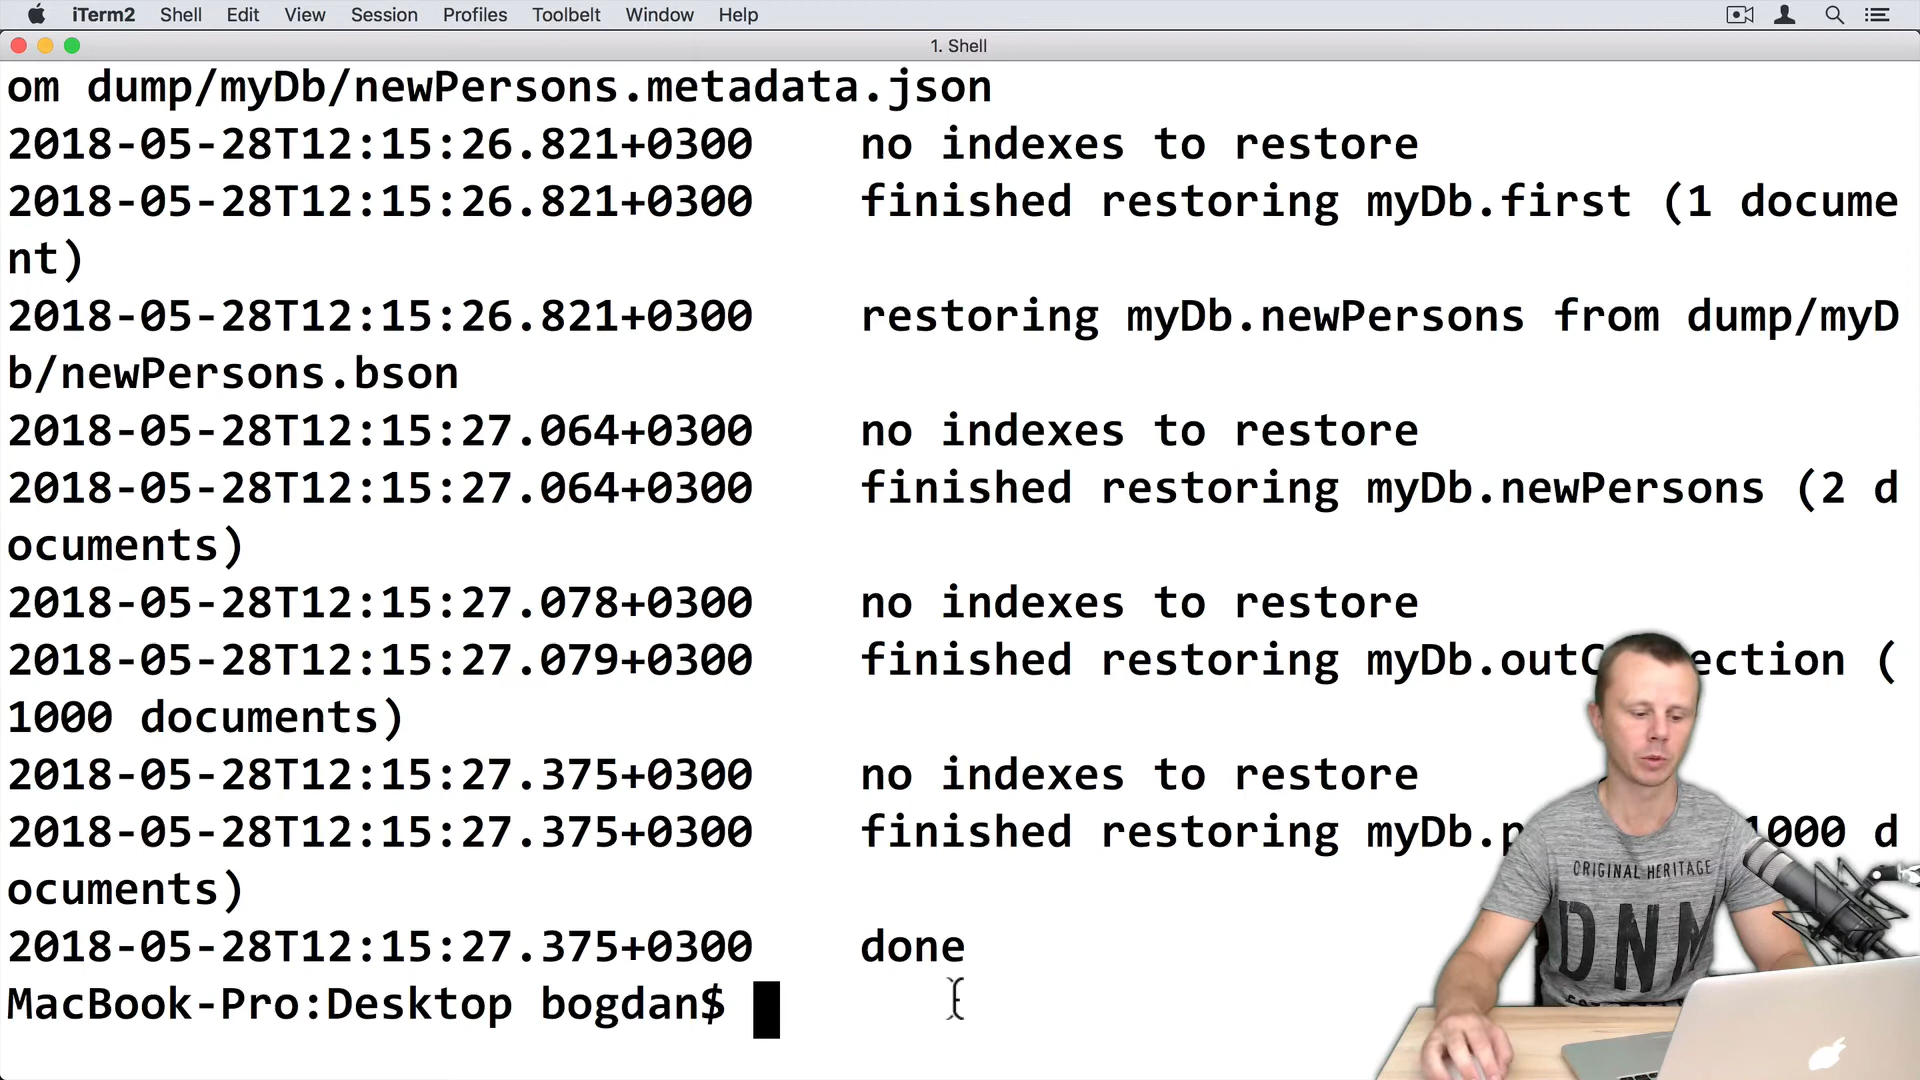 iTerm2 Shell Edit View Session Profiles Toolbelt Window Help
1. Shell
om dump/myDb/newPersons.metadata.json
2018-05-28T12:15:26.821+0300 no indexes to restore
2018-05-28T12:15:26.821+0300 finished restoring myDb.first (1 docume
nt)
2018-05-28T12:15:26.821+0300 restoring myDb.newPersons from dump/myD
b/newPersons.bson
2018-05-28T12:15:27.064+0300 no indexes to restore
2018-05-28T12:15:27.064+0300 finished restoring myDb.newPersons (2 d
ocuments)
2018-05-28T12:15:27.078+0300 no indexes to restore
2018-05-28T12:15:27.079+0300 finished restoring myDb.outC ection (
1000 documents)
2018-05-28T12:15:27.375+0300 no indexes to restore
2018-05-28T12:15:27.375+0300 finished restoring myDb.p 1000 d
ocuments)
2018-05-28T12:15:27.375+0300 done
MacBook-Pro:Desktop bogdan$
ORIGINAL HERITAGE
DNM